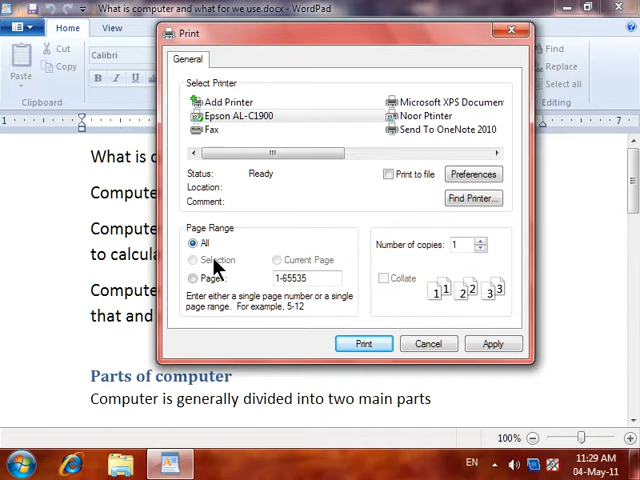 What is computer and what for we use.docx - WordPad
Home
View
Paste
Cut
Copy
Calibri
B
Clipboard
Find
Replace
Select all
Editing
Print
General
Select Printer
Add Printer
Epson AL-C1900
Fax
Microsoft XPS Documen
Noor Ptinter
Send To OneNote 2010
Status: Ready
Location:
Comment:
Print to file
Preferences
Find Printer...
Page Range
All
Selection
Current Page
Pages:
1-65535
Enter either a single page number or a single
page range. For example, 5-12
Number of copies: 1
Collate
1 1 2 2 3 3
Print
Cancel
Apply
What is c
Compute
Compute
to calcula
Compute
that and
Parts of computer
Computer is generally divided into two main parts
100%
EN
11:29 AM
04-May-11